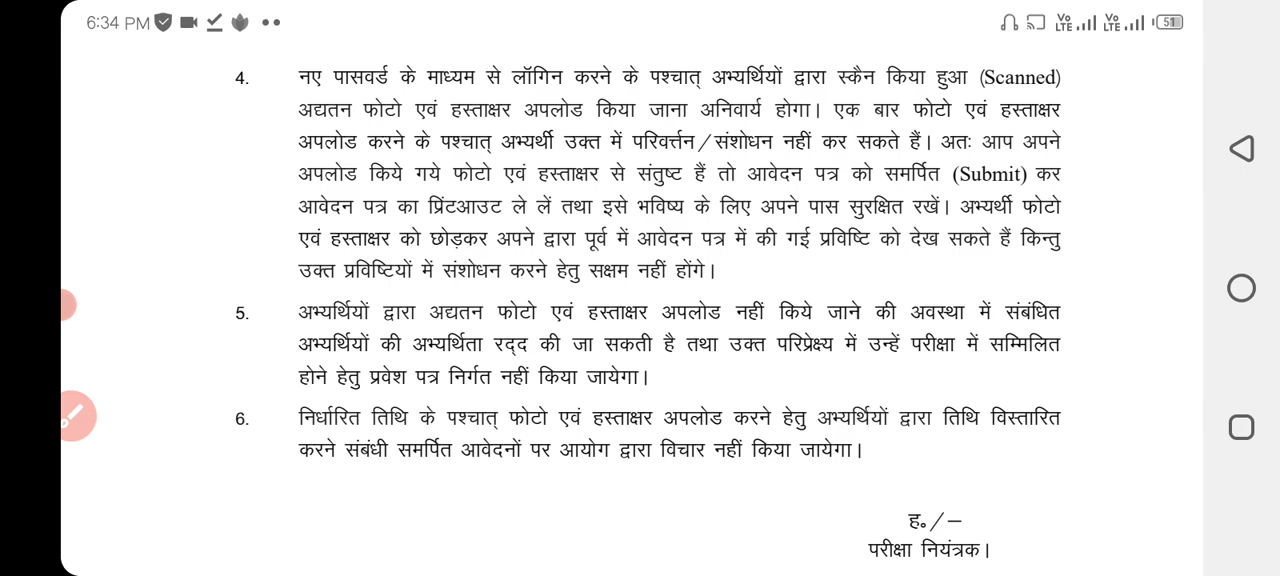 6:34 PM
Vo LTE Vo LTE 51
4. नए पासवर्ड के माध्यम से लॉगिन करने के पश्चात् अभ्यर्थियों द्वारा स्कैन किया हुआ (Scanned)
अद्यतन फोटो एवं हस्ताक्षर अपलोड किया जाना अनिवार्य होगा। एक बार फोटो एवं हस्ताक्षर
अपलोड करने के पश्चात् अभ्यर्थी उक्त में परिवर्त्तन/संशोधन नहीं कर सकते हैं। अतः आप अपने
अपलोड किये गये फोटो एवं हस्ताक्षर से संतुष्ट हैं तो आवेदन पत्र को समर्पित (Submit) कर
आवेदन पत्र का प्रिंटआउट ले लें तथा इसे भविष्य के लिए अपने पास सुरक्षित रखें। अभ्यर्थी फोटो
एवं हस्ताक्षर को छोड़कर अपने द्वारा पूर्व में आवेदन पत्र में की गई प्रविष्टि को देख सकते हैं किन्तु
उक्त प्रविष्टियों में संशोधन करने हेतु सक्षम नहीं होंगे।
5. अभ्यर्थियों द्वारा अद्यतन फोटो एवं हस्ताक्षर अपलोड नहीं किये जाने की अवस्था में संबंधित
अभ्यर्थियों की अभ्यर्थिता रद्द की जा सकती है तथा उक्त परिप्रेक्ष्य में उन्हें परीक्षा में सम्मिलित
होने हेतु प्रवेश पत्र निर्गत नहीं किया जायेगा।
6. निर्धारित तिथि के पश्चात् फोटो एवं हस्ताक्षर अपलोड करने हेतु अभ्यर्थियों द्वारा तिथि विस्तारित
करने संबंधी समर्पित आवेदनों पर आयोग द्वारा विचार नहीं किया जायेगा।
ह०/–
परीक्षा नियंत्रक।